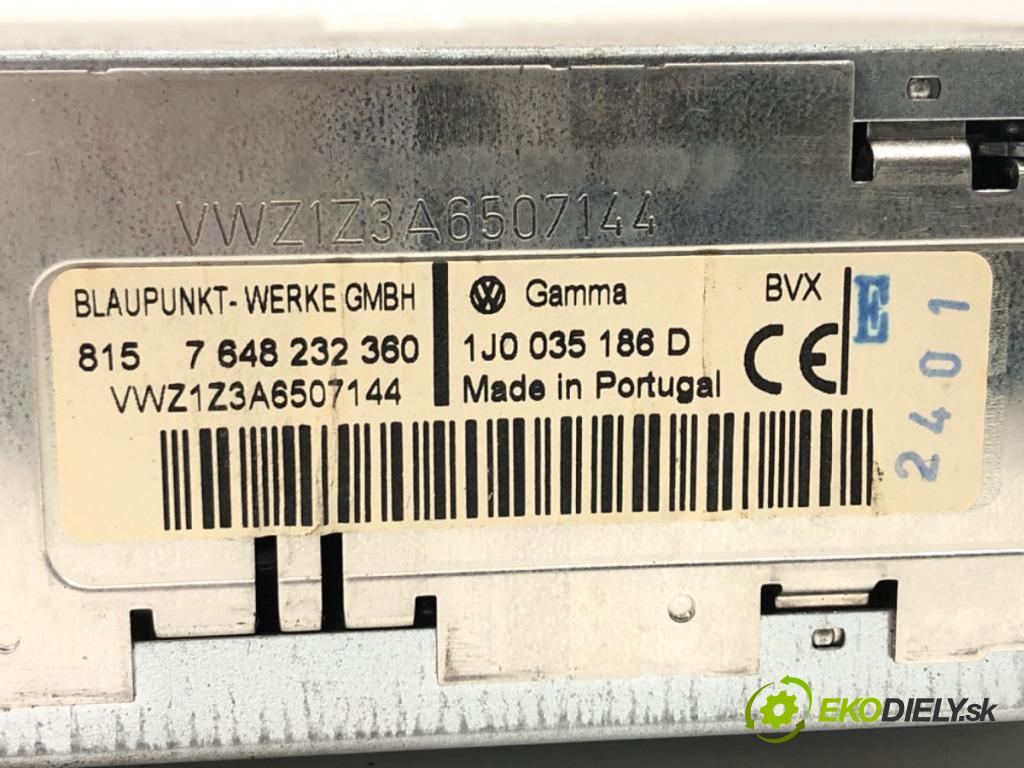 VWZ1Z3A6507144
BLAUPUNKT-WERKE GMBH
815 7 648 232 360
VWZ1Z3A6507144
VW Gamma
1J0 035 186 D
Made in Portugal
BVX
CE
E
2401
EKODIELY.sk